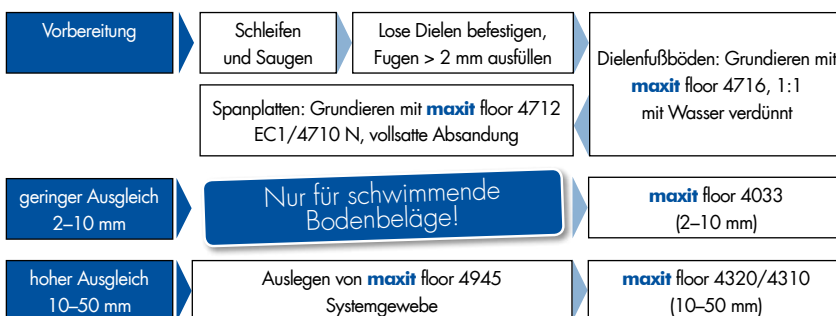 Vorbereitung
Schleifen
und Saugen
Lose Dielen befestigen,
Fugen > 2 mm ausfüllen
Dielenfußböden: Grundieren mit
maxit floor 4716, 1:1
mit Wasser verdünnt
Spanplatten: Grundieren mit maxit floor 4712
EC1/4710 N, vollsatte Absandung
geringer Ausgleich
2–10 mm
Nur für schwimmende
Bodenbeläge!
maxit floor 4033
(2–10 mm)
hoher Ausgleich
10–50 mm
Auslegen von maxit floor 4945
Systemgewebe
maxit floor 4320/4310
(10–50 mm)